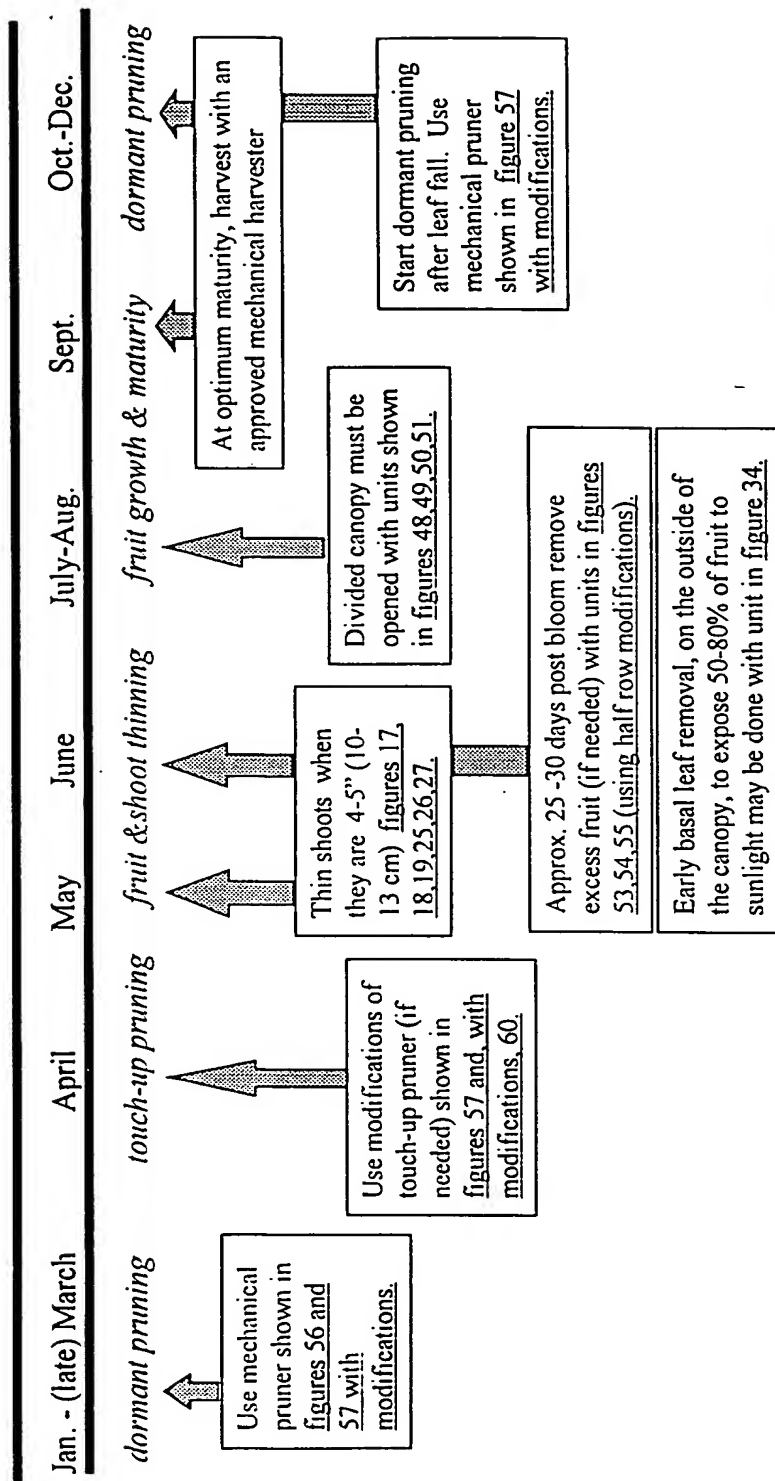 Jan. - (late) March
April
May
June
July-Aug.
Sept.
Oct.-Dec.
dormant pruning
touch-up pruning
fruit &shoot thinning
fruit growth & maturity
dormant pruning
Use mechanical
pruner shown in
figures 56 and
57 with
modifications.
Use modifications of
touch-up pruner (if
needed) shown in
figures 57 and, with
modifications, 60.
Thin shoots when
they are 4-5" (10-
13 cm) figures 17,
18,19,25,26,27.
Approx. 25 -30 days post bloom remove
excess fruit (if needed) with units in figures
53,54,55 (using half row modifications).
Early basal leaf removal, on the outside of
the canopy, to expose 50-80% of fruit to
sunlight may be done with unit in figure 34.
Divided canopy must be
opened with units shown
in figures 48,49,50,51.
At optimum maturity, harvest with an
approved mechanical harvester
Start dormant pruning
after leaf fall. Use
mechanical pruner
shown in figure 57
with modifications.